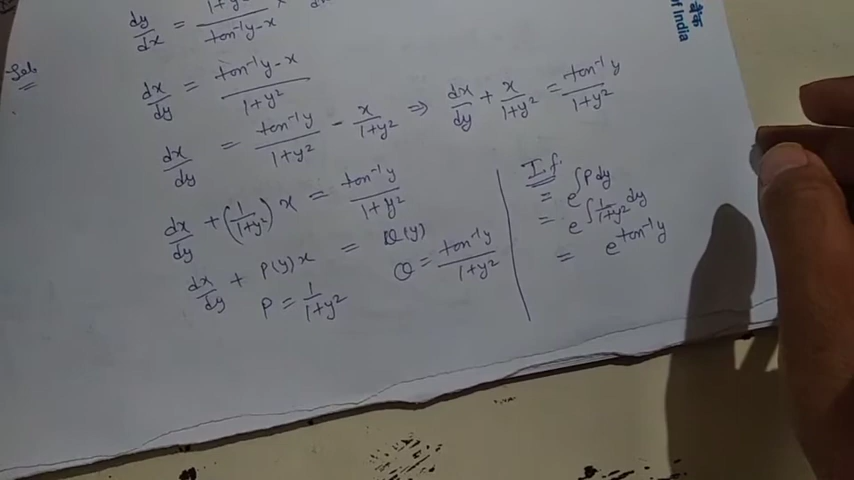 dy/dx = 1+y²/tan⁻¹y-x
Sol
dx/dy = tan⁻¹y-x/1+y²
dx/dy = tan⁻¹y/1+y² - x/1+y² ⇒ dx/dy + x/1+y² = tan⁻¹y/1+y²
dx/dy + (1/1+y²) x = tan⁻¹y/1+y²
dx/dy + P(y)x = Q(y)
P = 1/1+y² Q = tan⁻¹y/1+y²
I.f.
= e^∫Pdy
= e^∫1/1+y² dy
= e^tan⁻¹y
बैंक
of India